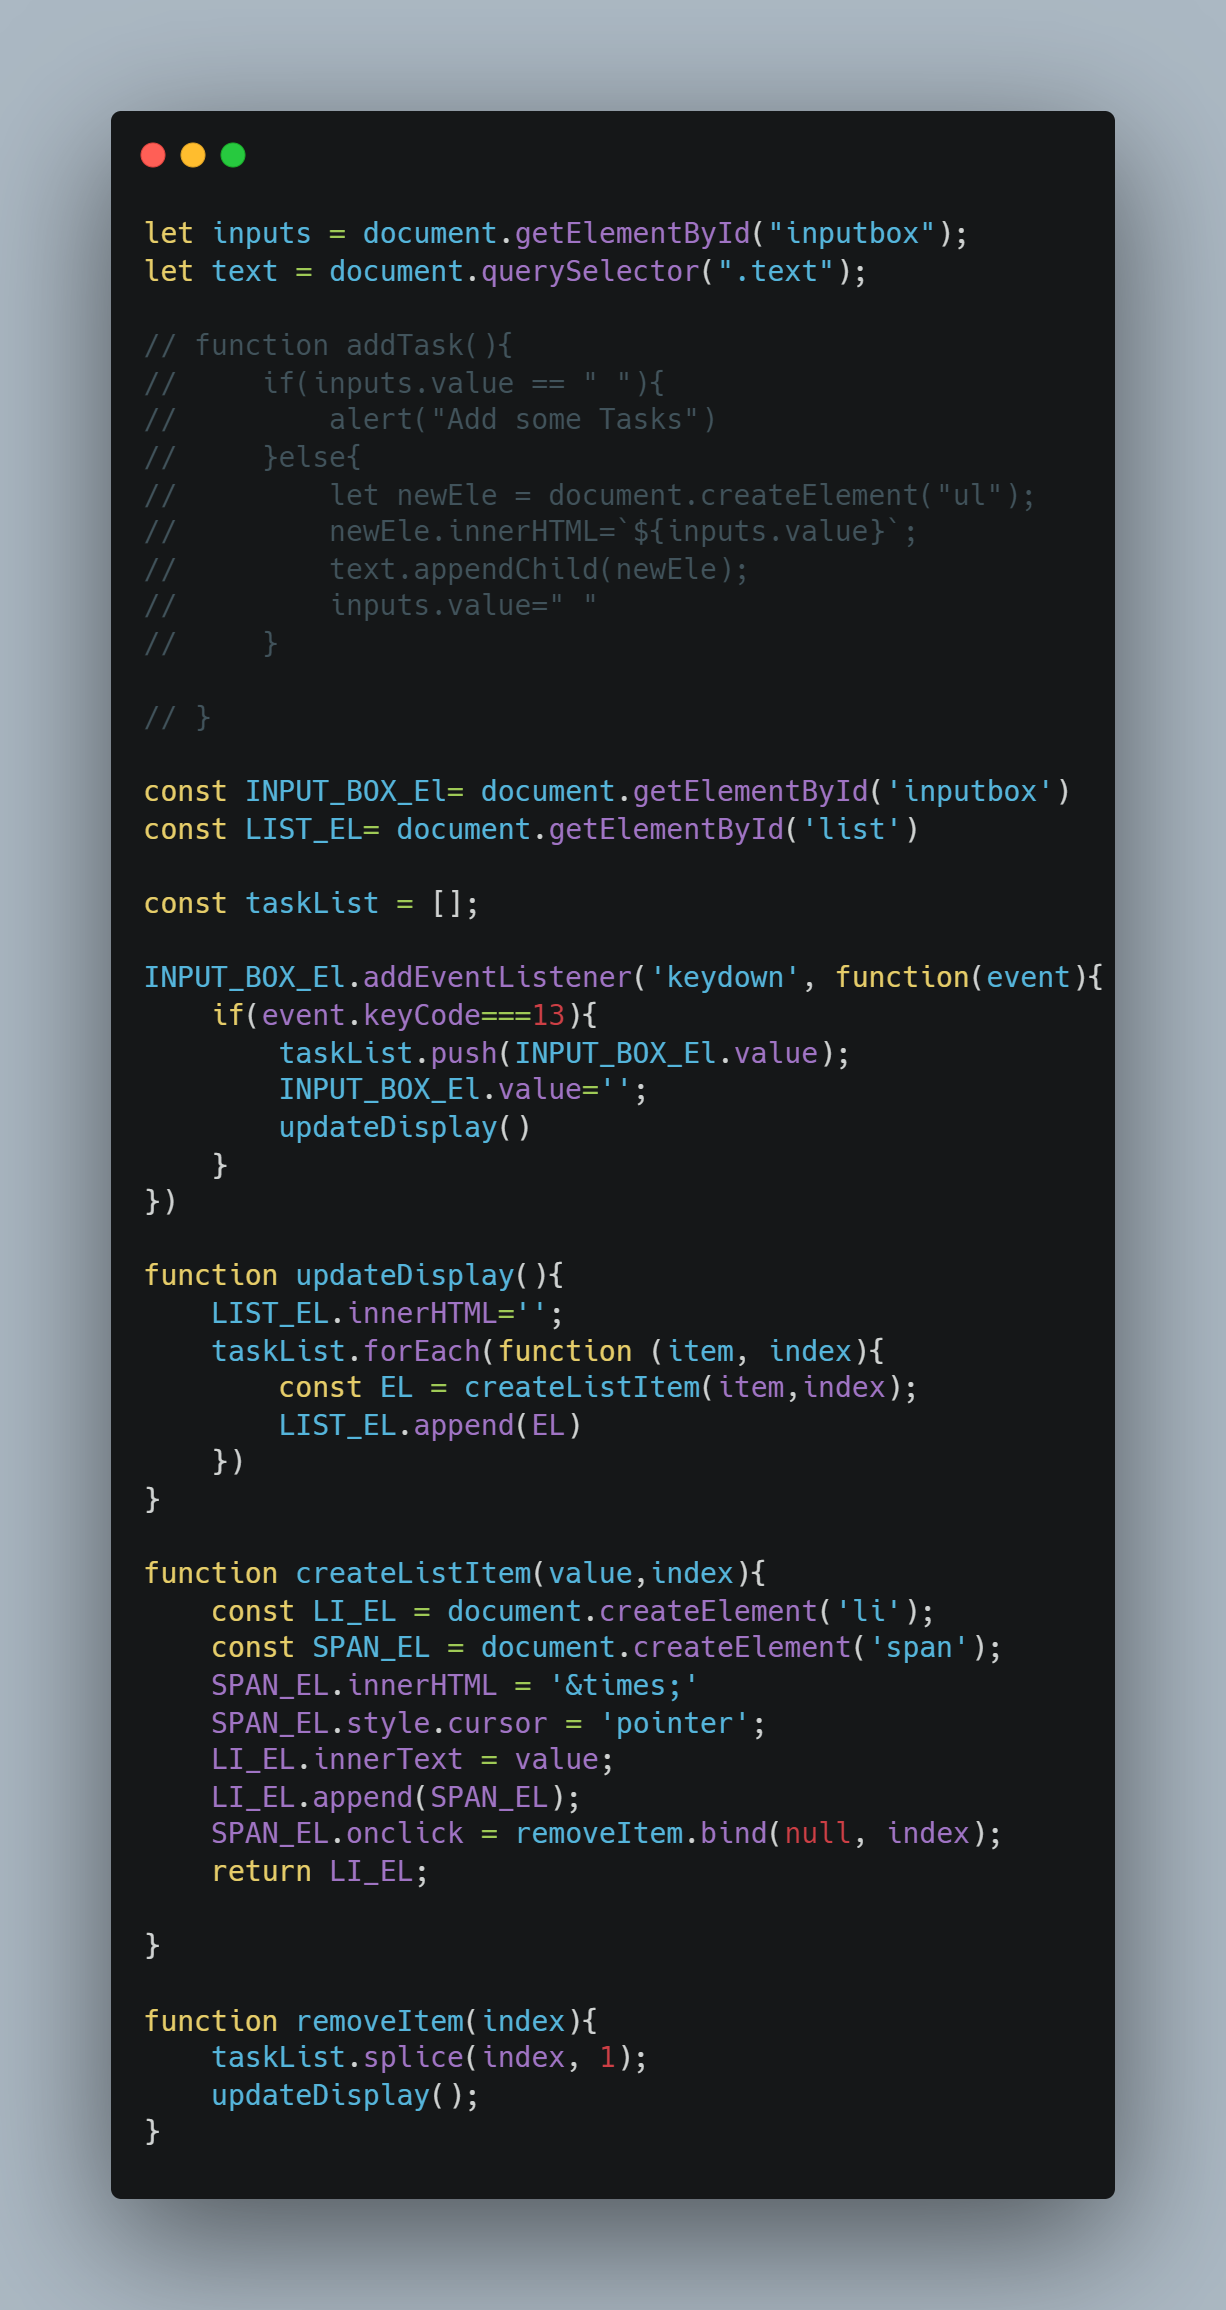 let inputs = document.getElementById("inputbox");
let text = document.querySelector(".text");

// function addTask(){
//     if(inputs.value == " "){
//         alert("Add some Tasks")
//     }else{
//         let newEle = document.createElement("ul");
//         newEle.innerHTML=`${inputs.value}`;
//         text.appendChild(newEle);
//         inputs.value=" "
//     }

// }

const INPUT_BOX_El= document.getElementById('inputbox')
const LIST_EL= document.getElementById('list')

const taskList = [];

INPUT_BOX_El.addEventListener('keydown', function(event){
    if(event.keyCode===13){
        taskList.push(INPUT_BOX_El.value);
        INPUT_BOX_El.value='';
        updateDisplay()
    }
})

function updateDisplay(){
    LIST_EL.innerHTML='';
    taskList.forEach(function (item, index){
        const EL = createListItem(item,index);
        LIST_EL.append(EL)
    })
}

function createListItem(value,index){
    const LI_EL = document.createElement('li');
    const SPAN_EL = document.createElement('span');
    SPAN_EL.innerHTML = '&times;'
    SPAN_EL.style.cursor = 'pointer';
    LI_EL.innerText = value;
    LI_EL.append(SPAN_EL);
    SPAN_EL.onclick = removeItem.bind(null, index);
    return LI_EL;

}

function removeItem(index){
    taskList.splice(index, 1);
    updateDisplay();
}